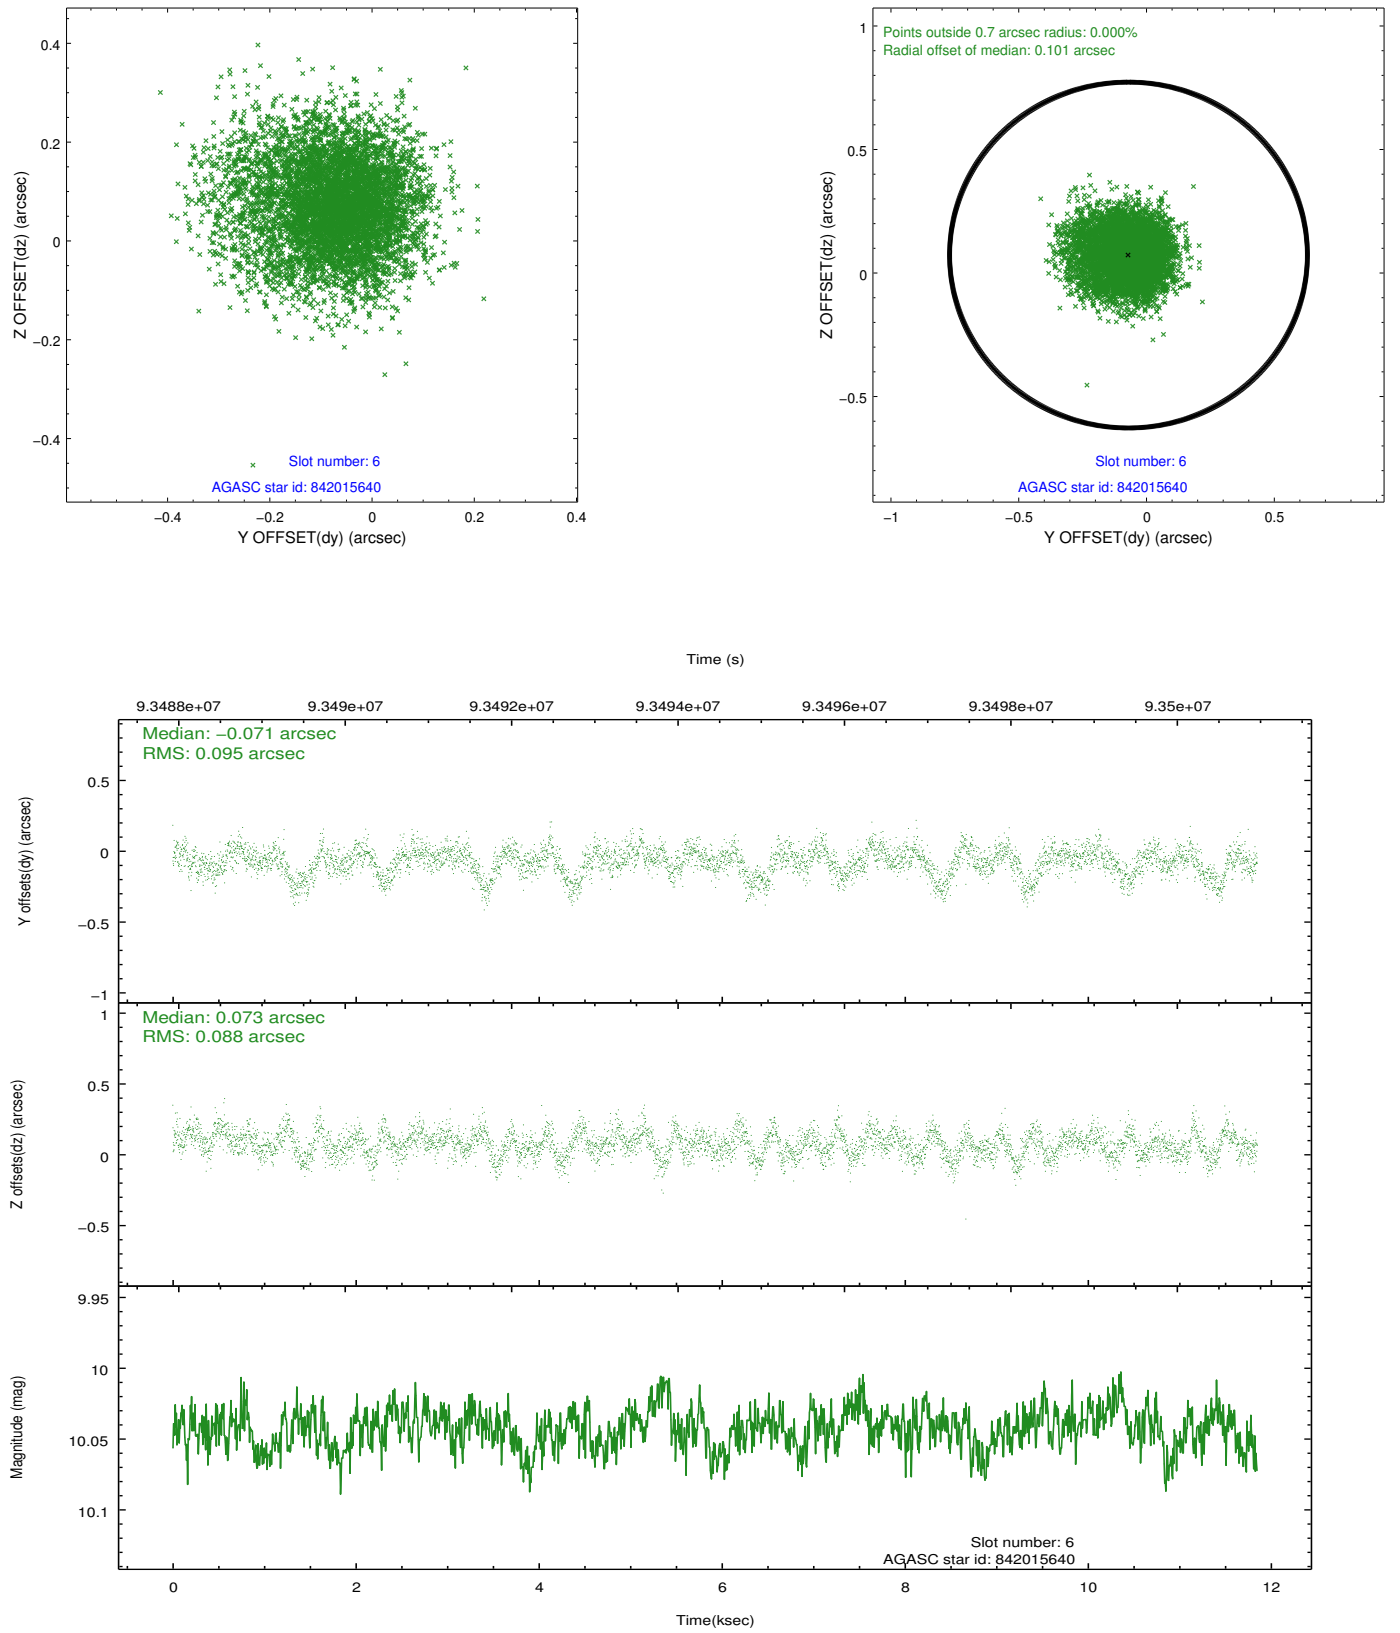 0.4
0.2
0
−0.2
−0.4
Z OFFSET(dz) (arcsec)
Slot number: 6
AGASC star id: 842015640
−0.4 −0.2 0 0.2 0.4
Y OFFSET(dy) (arcsec)
Points outside 0.7 arcsec radius: 0.000%
Radial offset of median: 0.101 arcsec
1
0.5
0
−0.5
Z OFFSET(dz) (arcsec)
Slot number: 6
AGASC star id: 842015640
−1 −0.5 0 0.5
Y OFFSET(dy) (arcsec)
Time (s)
9.3488e+07 9.349e+07 9.3492e+07 9.3494e+07 9.3496e+07 9.3498e+07 9.35e+07
Median: −0.071 arcsec
RMS: 0.095 arcsec
0.5
0
−0.5
−1
Y offsets(dy) (arcsec)
Median: 0.073 arcsec
RMS: 0.088 arcsec
1
0.5
0
−0.5
Z offsets(dz) (arcsec)
9.95
10
10.05
10.1
Magnitude (mag)
Slot number: 6
AGASC star id: 842015640
0 2 4 6 8 10 12
Time(ksec)